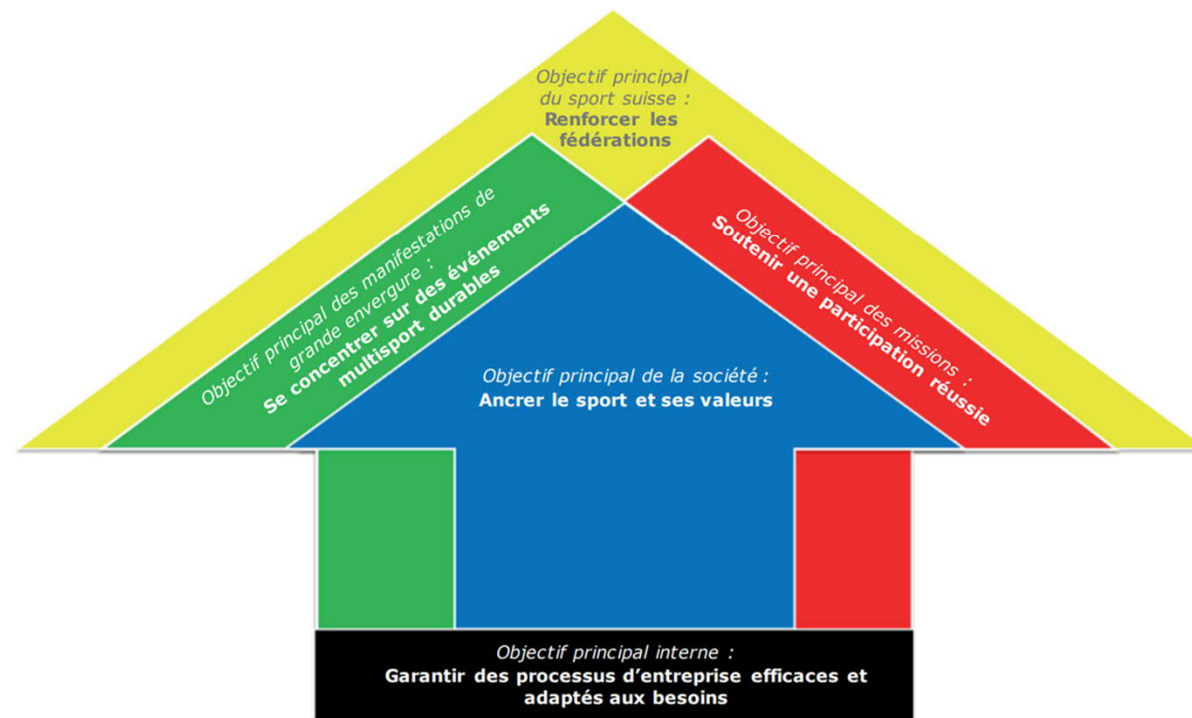 Objectif principal
du sport suisse :
Renforcer les
fédérations
Objectif principal des manifestations de
grande envergure :
Se concentrer sur des événements
multisport durables
Objectif principal des missions :
Soutenir une participation réussie
Objectif principal de la société :
Ancrer le sport et ses valeurs
Objectif principal interne :
Garantir des processus d’entreprise efficaces et
adaptés aux besoins